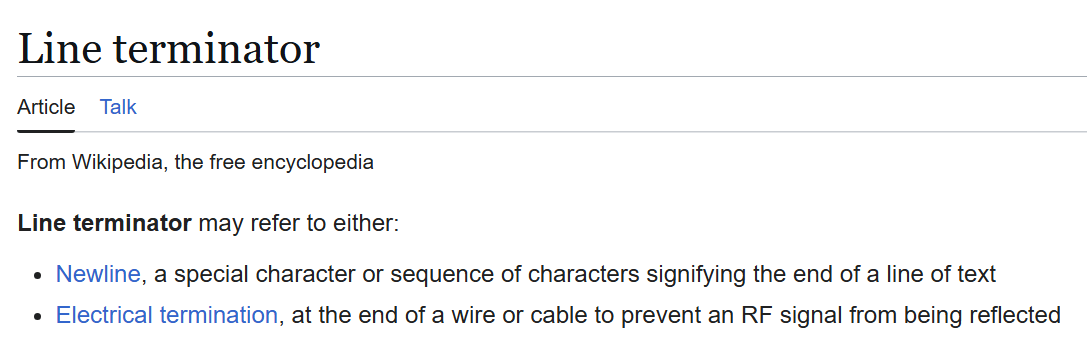 Line terminator
Article Talk
From Wikipedia, the free encyclopedia
Line terminator may refer to either:
• Newline, a special character or sequence of characters signifying the end of a line of text
• Electrical termination, at the end of a wire or cable to prevent an RF signal from being reflected